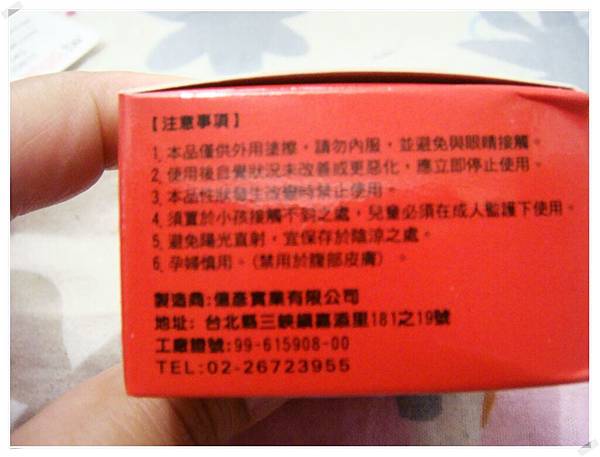 【注意事項】
1. 本品僅供外用塗擦，請勿內服，並避免與眼睛接觸。
2. 使用後自覺狀況未改善或更惡化，應立即停止使用。
3. 本品性狀發生改變時禁止使用。
4. 須置於小孩接觸不到之處，兒童必須在成人監護下使用。
5. 避免陽光直射，宜保存於陰涼之處。
6. 孕婦慎用。(禁用於腹部皮膚) 。
製造商:億彥實業有限公司
地址: 台北縣三峽鎮嘉添里181之19號
工廠證號:99-615908-00
TEL:02-26723955